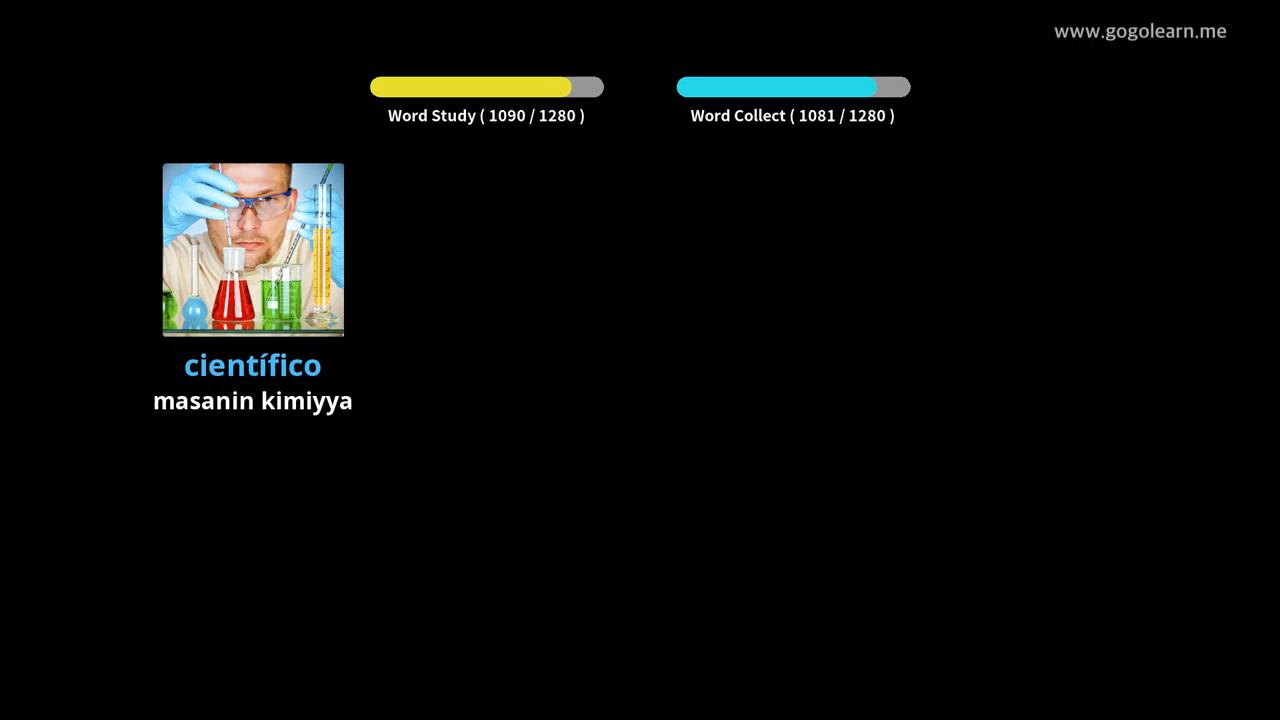 www.gogolearn.me
Word Study ( 1090 / 1280 )
Word Collect ( 1081 / 1280 )
científico
masanin kimiyya